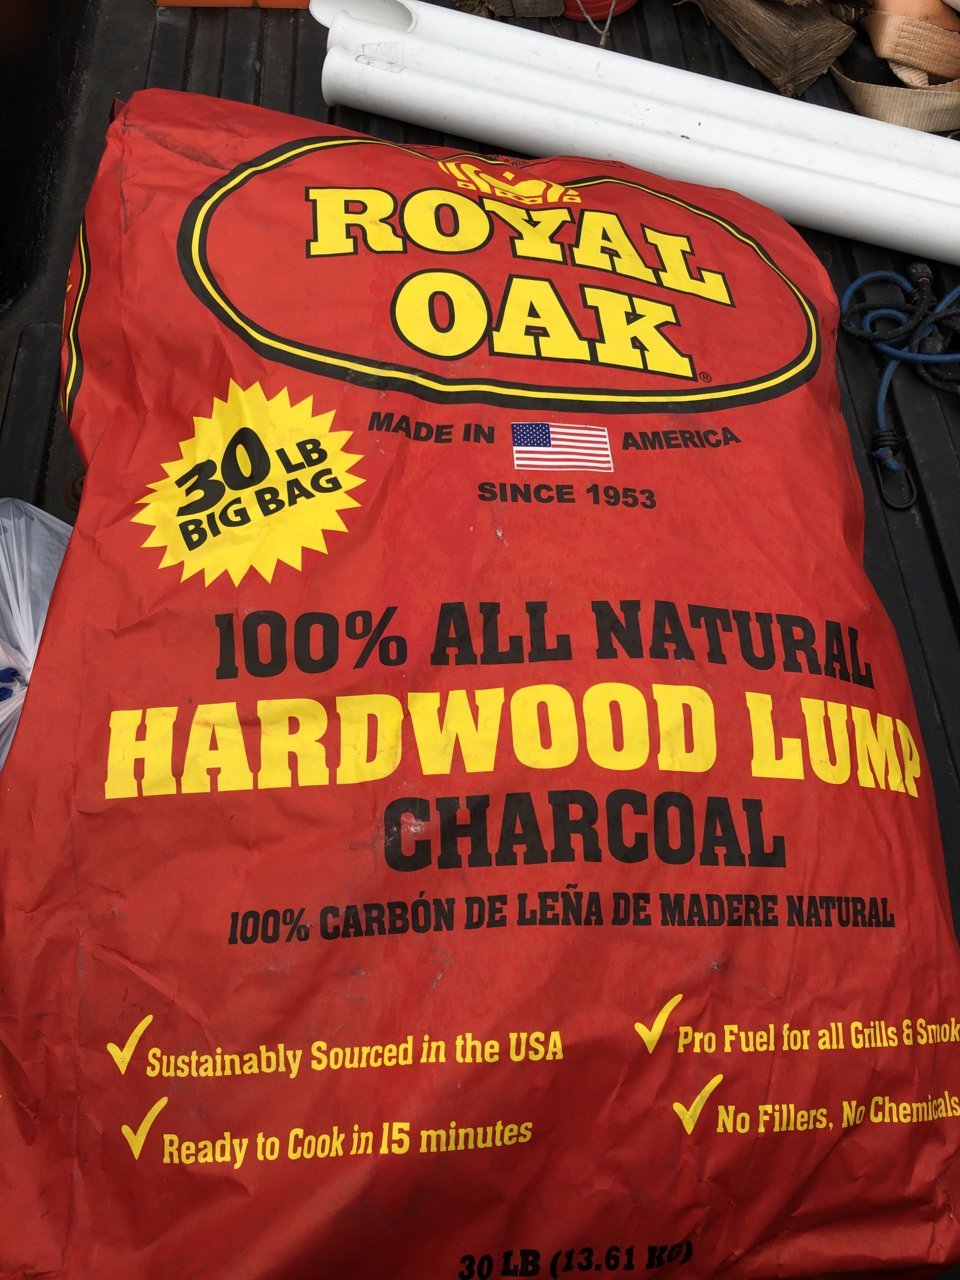 ROYAL
OAK
®
MADE IN AMERICA
SINCE 1953
30 LB
BIG BAG
100% ALL NATURAL
HARDWOOD LUMP
CHARCOAL
100% CARBÓN DE LEÑA DE MADERE NATURAL
Sustainably Sourced in the USA
Pro Fuel for all Grills & Smok
Ready to Cook in 15 minutes
No Fillers, No Chemicals
30 LB (13.61 KG)